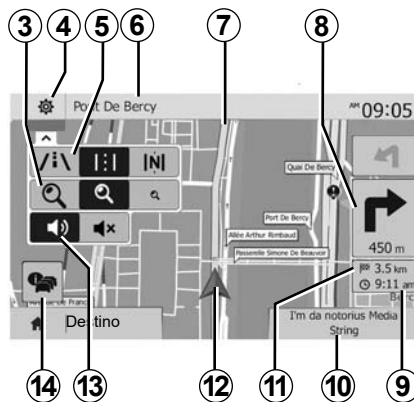 3
4
5
6
7
8
Pont De Bercy
AM 09:05
N
Quai De Bercy
Port De Bercy
Allée Arthur Rimbaud
Passerelle Simone De Beauvoir
450 m
3.5 km
9:11 am
Destino
I'm da notorius Media
String
14
13
12
11
10
9